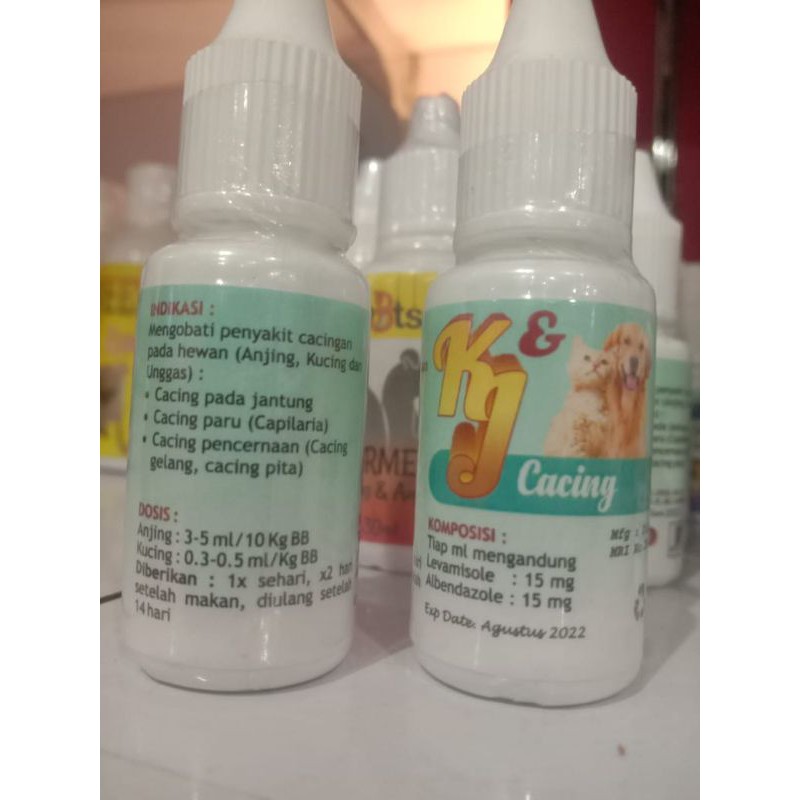 INDIKASI :
Mengobati penyakit cacingan
pada hewan (Anjing, Kucing dan
Unggas) :
• Cacing pada jantung
• Cacing paru (Capilaria)
• Cacing pencernaan (Cacing
gelang, cacing pita)
DOSIS :
Anjing : 3-5 ml/10 Kg BB
Kucing : 0.3-0.5 ml/Kg BB
Diberikan : 1x sehari, x2 hari
setelah makan, diulang setelah
14 hari
K & J
Cacing
KOMPOSISI :
Tiap ml mengandung
Levamisole : 15 mg
Albendazole : 15 mg
Exp Date. Agustus 2022
Mfg :